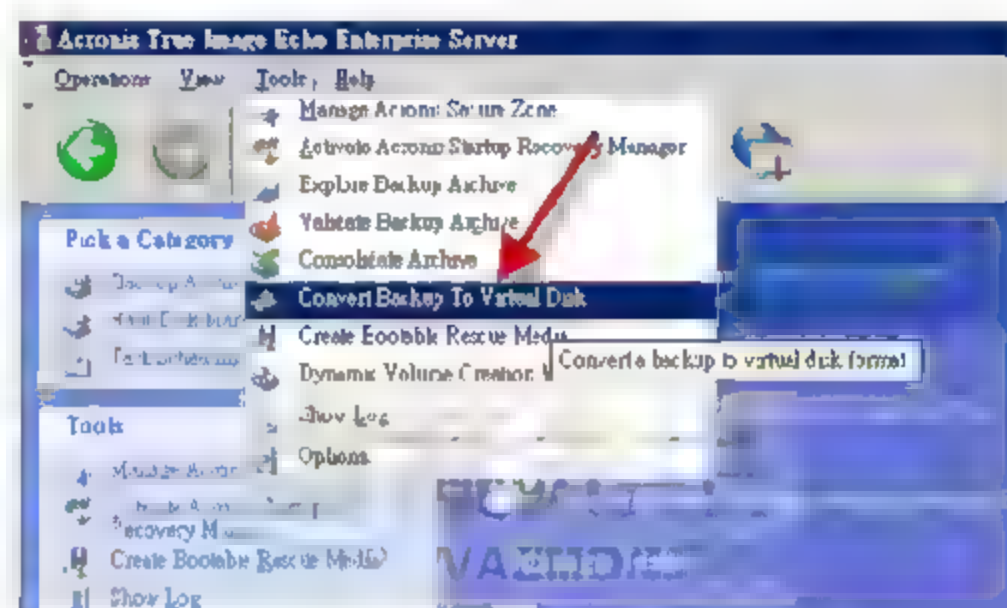 Acronis True Image Echo Enterprise Server
Operations View Tools Help
Manage Acronis Secure Zone
Activate Acronis Startup Recovery Manager
Explore Backup Archive
Validate Backup Archive
Consolidate Archive
Convert Backup To Virtual Disk
Create Bootable Rescue Media
Convert a backup to virtual disk format
Dynamic Volume Creation
Show Log
Options
Pick a Category
Tools
Manage
Recovery
Create Bootable Rescue Media
Show Log